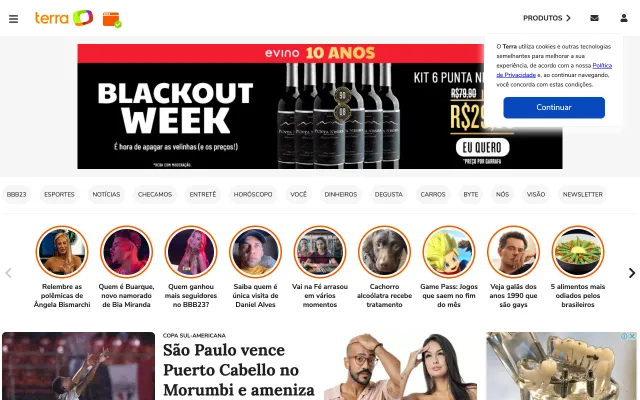 terra
PRODUTOS
O Terra utiliza cookies e outras tecnologias
semelhantes para melhorar a sua
experiência, de acordo com a nossa Política
de Privacidade e, ao continuar navegando,
você concorda com estas condições.
Continuar
evino 10 ANOS
BLACKOUT
WEEK
É hora de apagar as velinhas (e os preços!)
*BEBA COM MODERAÇÃO.
KIT 6 PUNTA NE
R$79,90
R$29
EU QUERO
*PREÇO POR GARRAFA
BBB23
ESPORTES
NOTÍCIAS
CHECAMOS
ENTRETÊ
HORÓSCOPO
VOCÊ
DINHEIROS
DEGUSTA
CARROS
BYTE
NÓS
VISÃO
NEWSLETTER
Relembre as
polêmicas de
Ângela Bismarchi
Quem é Buarque,
novo namorado
de Bia Miranda
Quem ganhou
mais seguidores
no BBB23?
Saiba quem é
única visita de
Daniel Alves
Vai na Fé arrasou
em vários
momentos
Cachorro
alcoólatra recebe
tratamento
Game Pass: Jogos
que saem no fim
do mês
Veja galãs dos
anos 1990 que
são gays
5 alimentos mais
odiados pelos
brasileiros
COPA SUL-AMERICANA
São Paulo vence
Puerto Cabello no
Morumbi e ameniza